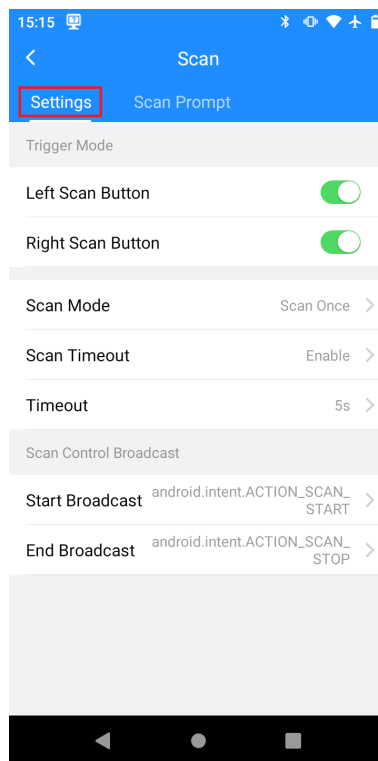 15:15
Scan
Settings Scan Prompt
Trigger Mode
Left Scan Button
Right Scan Button
Scan Mode Scan Once
Scan Timeout Enable
Timeout 5s
Scan Control Broadcast
Start Broadcast android.intent.ACTION_SCAN_
START
End Broadcast android.intent.ACTION_SCAN_
STOP